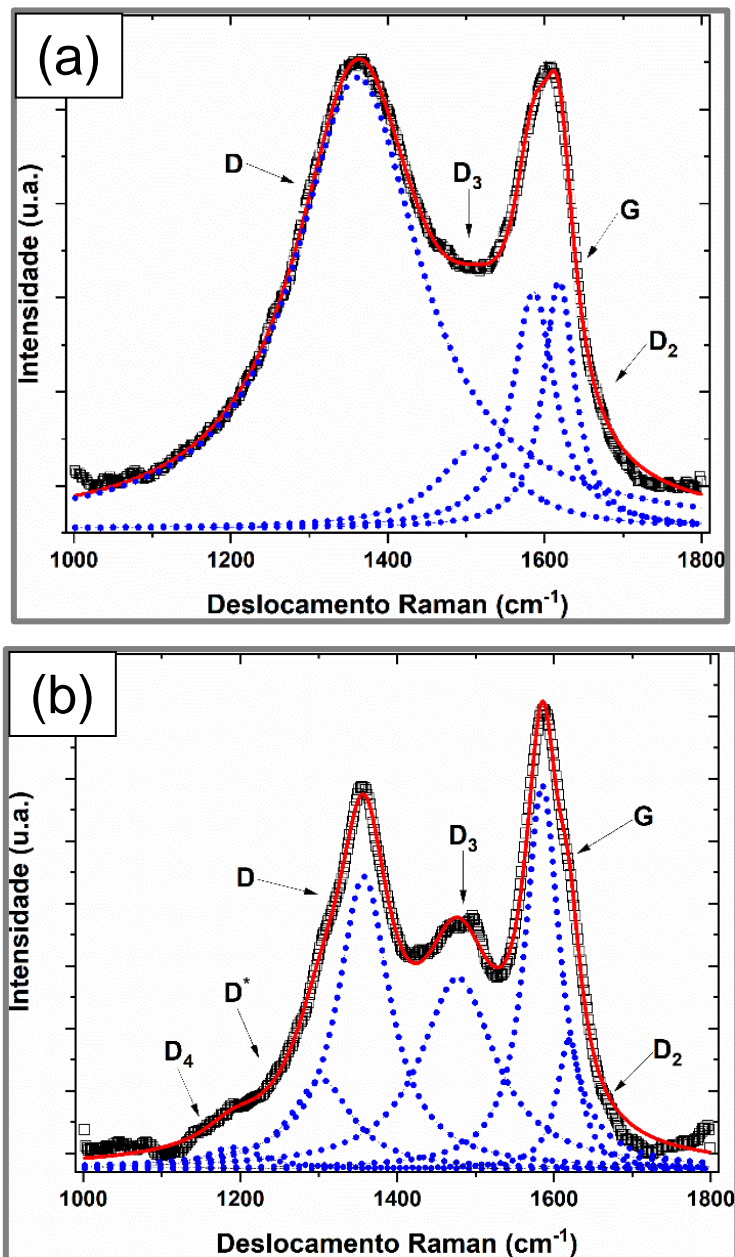 (a)
D
D₃
G
D₂
Intensidade (u.a.)
1000 1200 1400 1600 1800
Deslocamento Raman (cm⁻¹)
(b)
D₃
G
D
D*
D₄
D₂
Intensidade (u.a.)
1000 1200 1400 1600 1800
Deslocamento Raman (cm⁻¹)